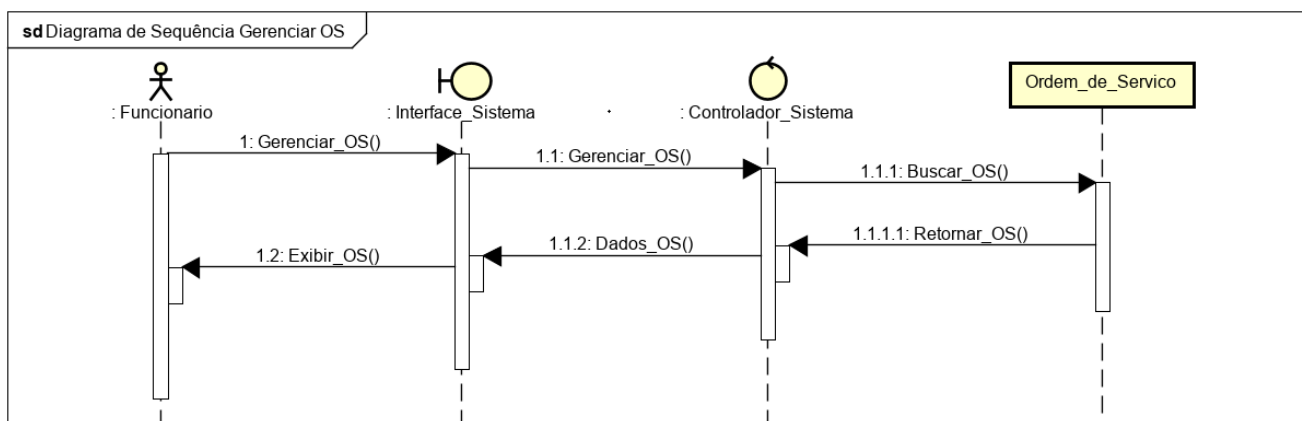 sd Diagrama de Sequência Gerenciar OS
: Funcionario
: Interface_Sistema
: Controlador_Sistema
Ordem_de_Servico
1: Gerenciar_OS()
1.1: Gerenciar_OS()
1.1.1: Buscar_OS()
1.1.1.1: Retornar_OS()
1.1.2: Dados_OS()
1.2: Exibir_OS()